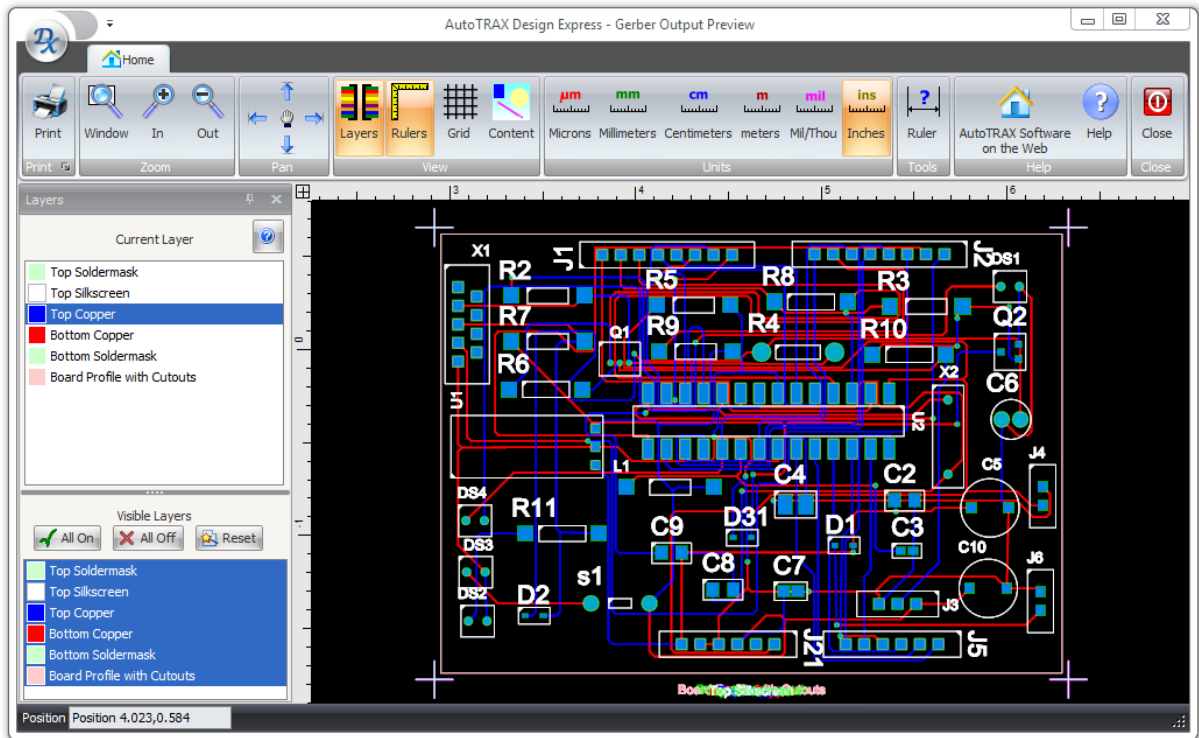 AutoTRAX Design Express - Gerber Output Preview
Home
Print Window In Out Layers Rulers Grid Content µm Microns mm Millimeters cm Centimeters m meters mil Mil/Thou ins Inches Ruler AutoTRAX Software on the Web Help Close
Print Zoom Pan View Units Tools Help Close
Layers
3 4 5 6
Current Layer
Top Soldermask
Top Silkscreen
Top Copper
Bottom Copper
Bottom Soldermask
Board Profile with Cutouts
Visible Layers
All On All Off Reset
Top Soldermask
Top Silkscreen
Top Copper
Bottom Copper
Bottom Soldermask
Board Profile with Cutouts
0
-1
X1 J1 J2 DS1
R2 R5 R8 R3
R7 Q1 R9 R4 R10 Q2
R6 X2 C6
U1 U2
L1 C4 C2 C5 J4
DS4 R11 C9 D31 D1 C3
DS3 C10 J6
DS2 D2 s1 C8 C7 J3
J21 J5
Position Position 4.023,0.584